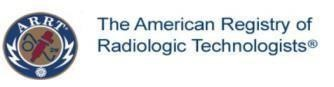 ARRT
The American Registry of
Radiologic Technologists®